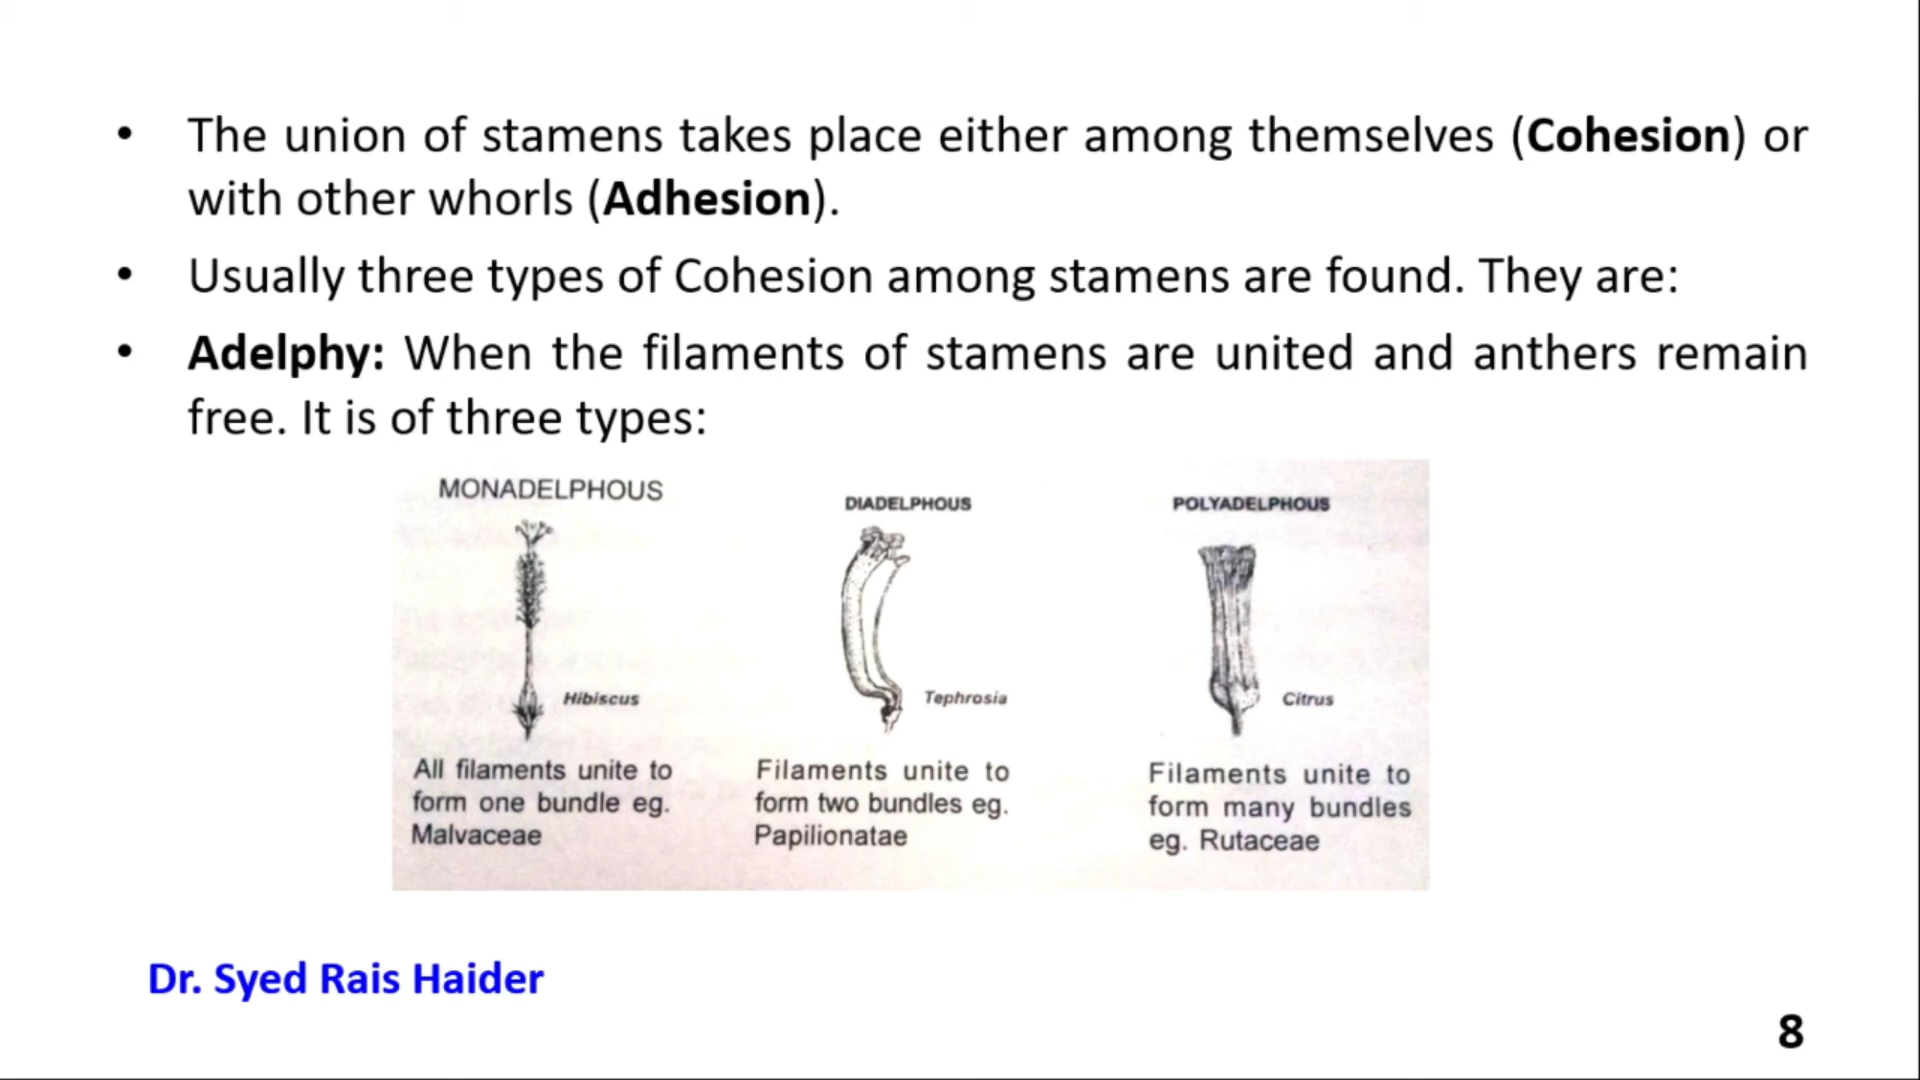 • The union of stamens takes place either among themselves (Cohesion) or
with other whorls (Adhesion).
• Usually three types of Cohesion among stamens are found. They are:
• Adelphy: When the filaments of stamens are united and anthers remain
free. It is of three types:
MONADELPHOUS
Hibiscus
All filaments unite to
form one bundle eg.
Malvaceae
DIADELPHOUS
Tephrosia
Filaments unite to
form two bundles eg.
Papilionatae
POLYADELPHOUS
Citrus
Filaments unite to
form many bundles
eg. Rutaceae
Dr. Syed Rais Haider
8